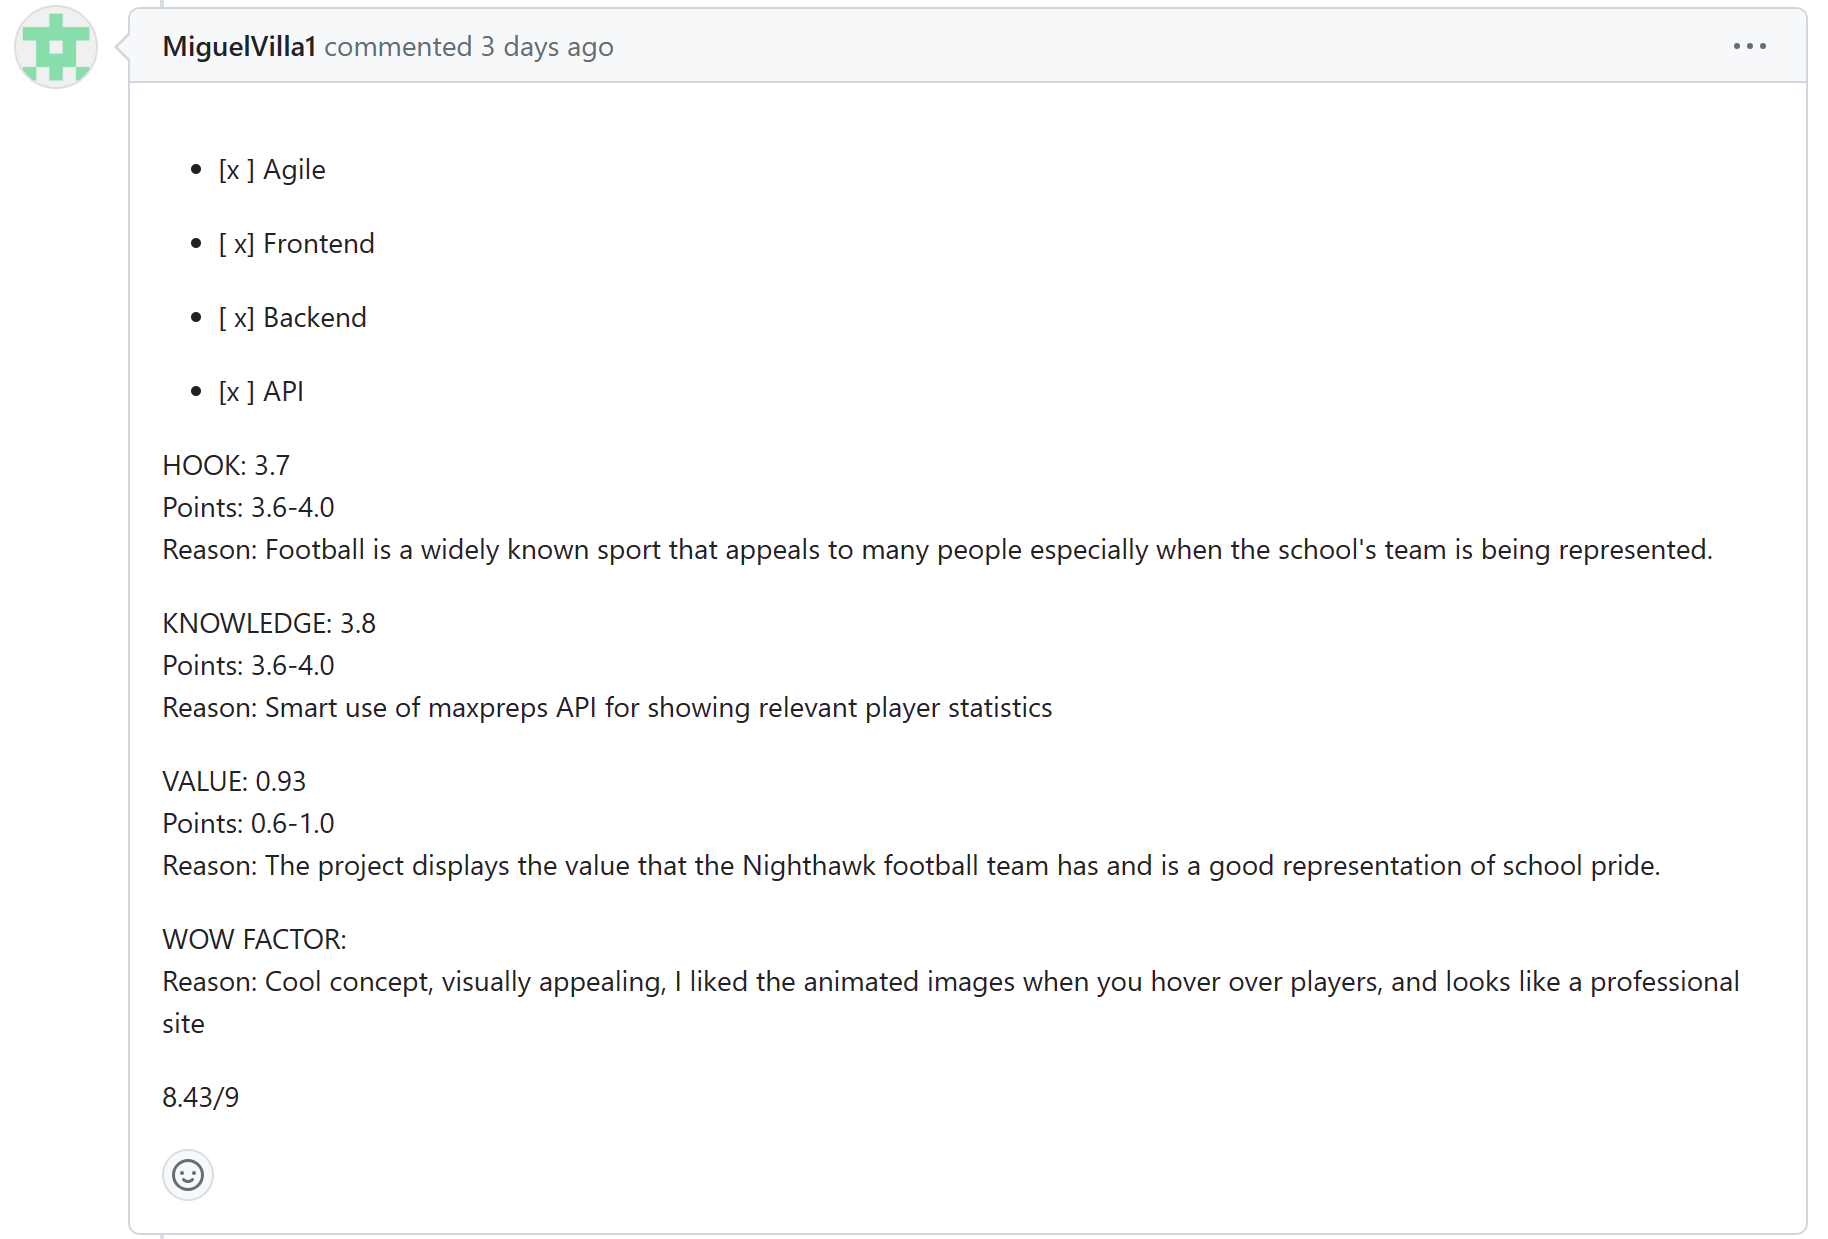 MiguelVilla1 commented 3 days ago
[x ] Agile
[ x] Frontend
[ x] Backend
[x ] API
HOOK: 3.7
Points: 3.6-4.0
Reason: Football is a widely known sport that appeals to many people especially when the school's team is being represented.
KNOWLEDGE: 3.8
Points: 3.6-4.0
Reason: Smart use of maxpreps API for showing relevant player statistics
VALUE: 0.93
Points: 0.6-1.0
Reason: The project displays the value that the Nighthawk football team has and is a good representation of school pride.
WOW FACTOR:
Reason: Cool concept, visually appealing, I liked the animated images when you hover over players, and looks like a professional
site
8.43/9